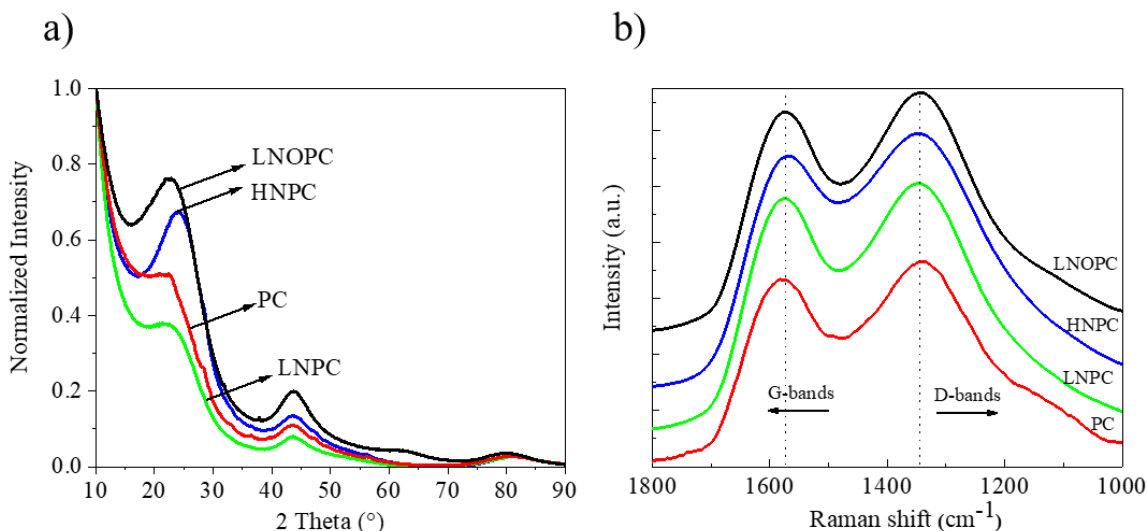 a)
Normalized Intensity
1.0
0.8
0.6
0.4
0.2
0.0
LNOPC
HNPC
PC
LNPC
10 20 30 40 50 60 70 80 90
2 Theta (°)
b)
Intensity (a.u.)
LNOPC
HNPC
LNPC
PC
G-bands
D-bands
1800 1600 1400 1200 1000
Raman shift (cm⁻¹)